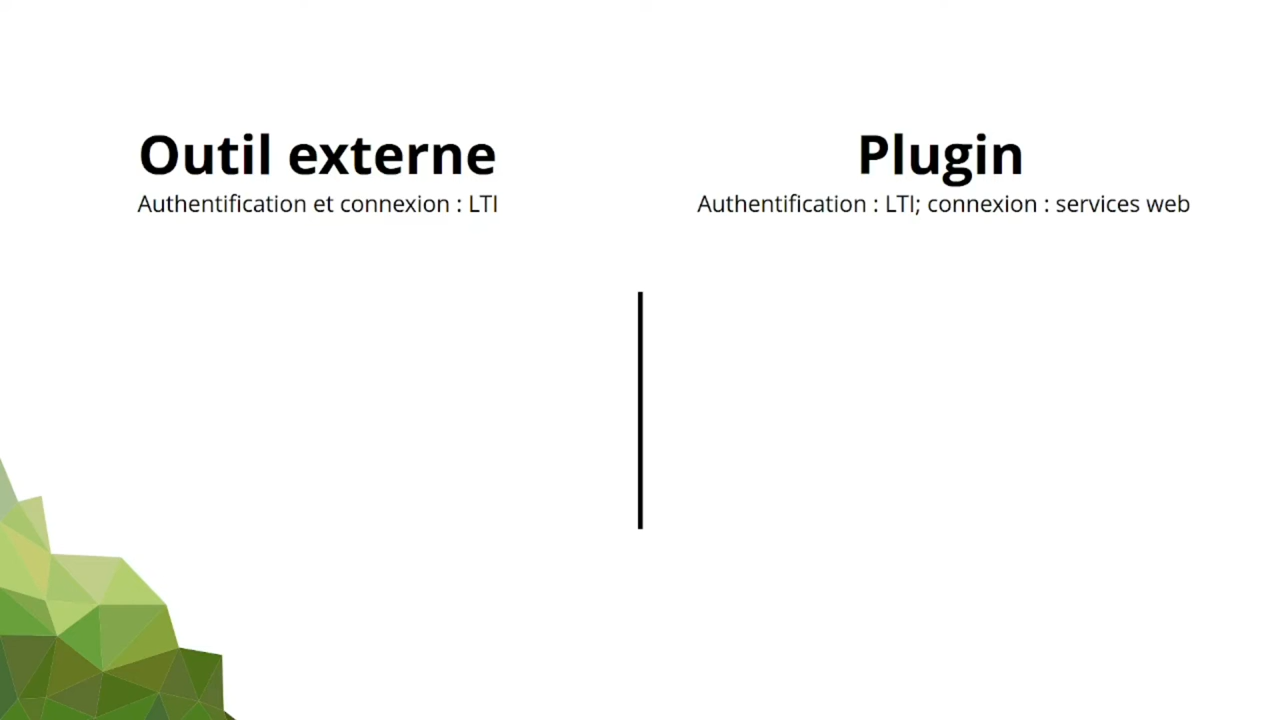 Outil externe
Authentification et connexion : LTI
Plugin
Authentification : LTI; connexion : services web